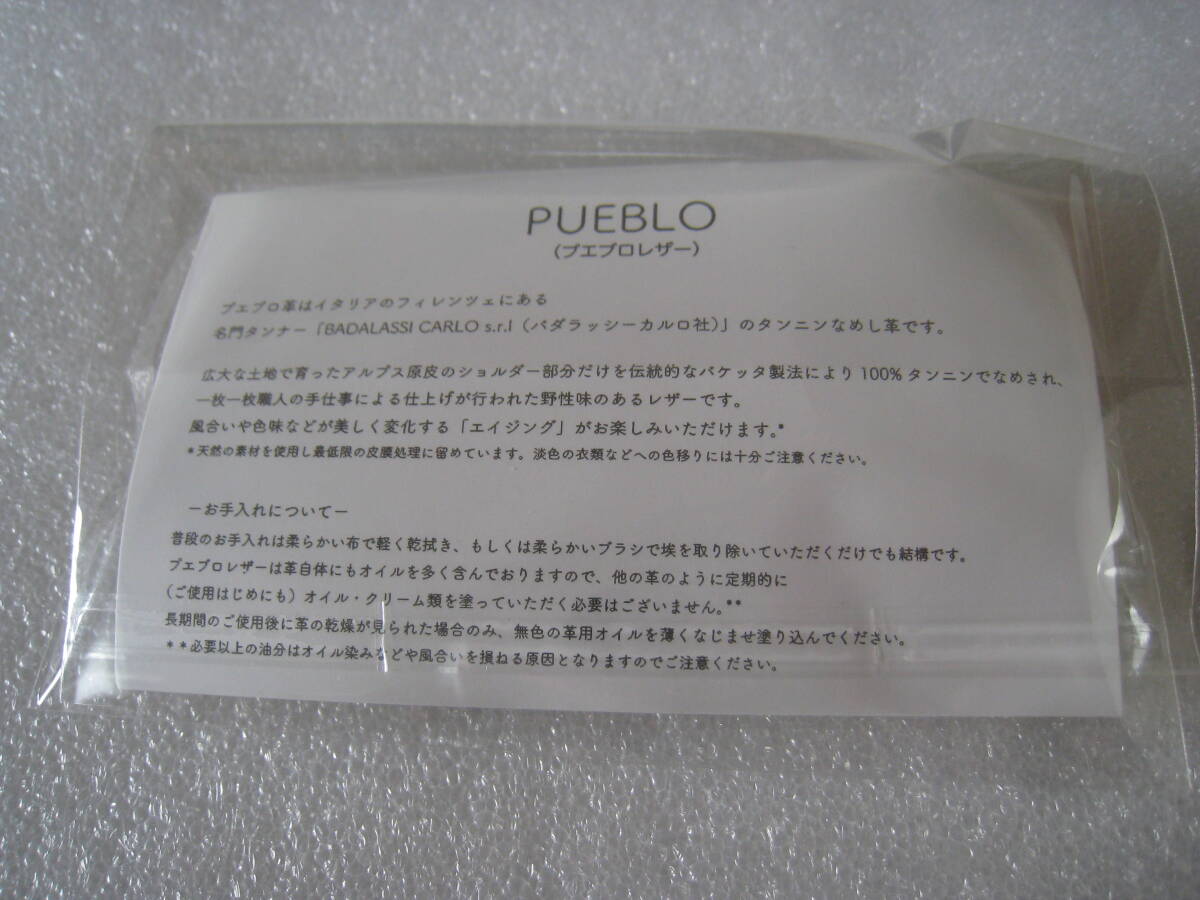 PUEBLO
（プエブロレザー）
プエブロ革はイタリアのフィレンツェにある
名門タンナー「BADALASSI CARLO s.r.l（バダラッシーカルロ社）」のタンニンなめし革です。
広大な土地で育ったアルプス原皮のショルダー部分だけを伝統的なバケッタ製法により 100% タンニンでなめされ、
一枚一枚職人の手仕事による仕上げが行われた野性味のあるレザーです。
風合いや色味などが美しく変化する「エイジング」がお楽しみいただけます。*
*天然の素材を使用し最低限の皮膜処理に留めています。淡色の衣類などへの色移りには十分ご注意ください。
－お手入れについて－
普段のお手入れは柔らかい布で軽く乾拭き、もしくは柔らかいブラシで埃を取り除いていただくだけでも結構です。
プエブロレザーは革自体にもオイルを多く含んでおりますので、他の革のように定期的に
（ご使用はじめにも）オイル・クリーム類を塗っていただく必要はございません。**
長期間のご使用後に革の乾燥が見られた場合のみ、無色の革用オイルを薄くなじませ塗り込んでください。
**必要以上の油分はオイル染みなどや風合いを損ねる原因となりますのでご注意ください。